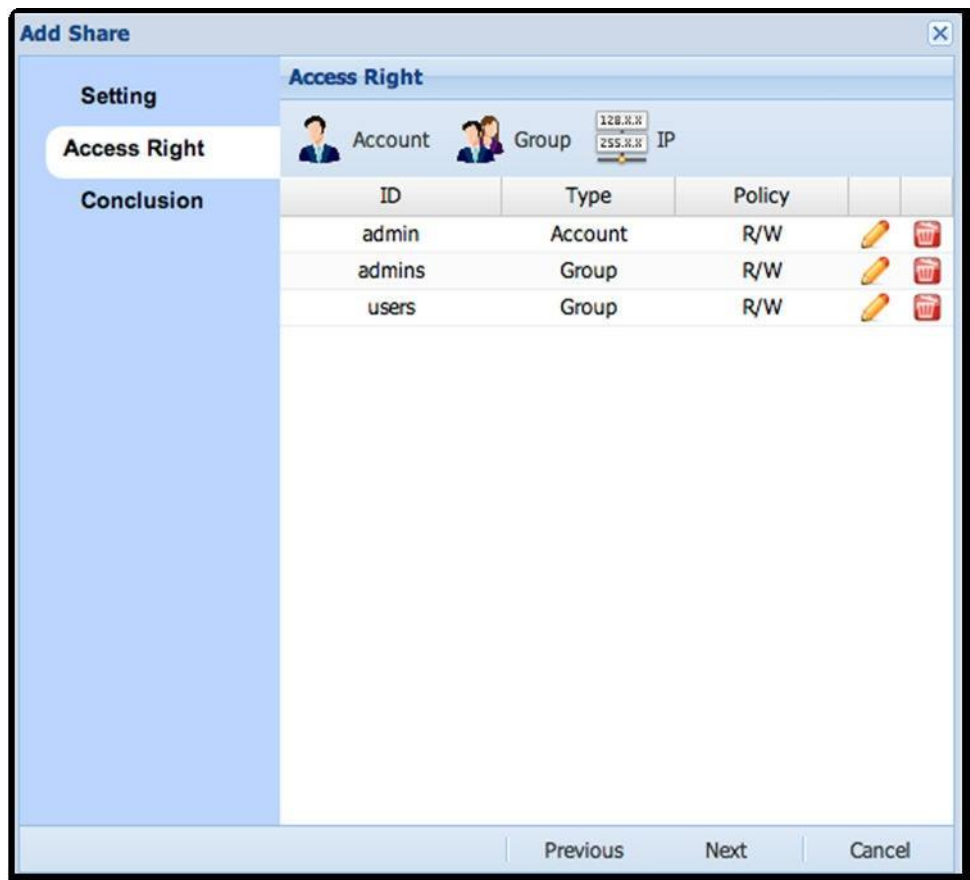 Add Share
Setting
Access Right
Conclusion
Access Right
Account Group 128.X.X 255.X.X IP
ID Type Policy
admin Account R/W
admins Group R/W
users Group R/W
Previous Next Cancel